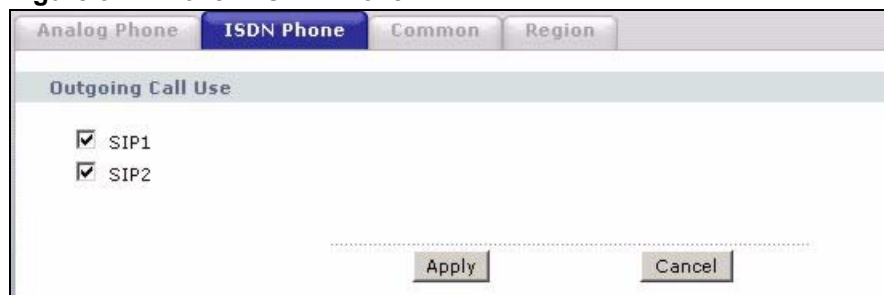 Analog Phone ISDN Phone Common Region
Outgoing Call Use
SIP1
SIP2
Apply Cancel